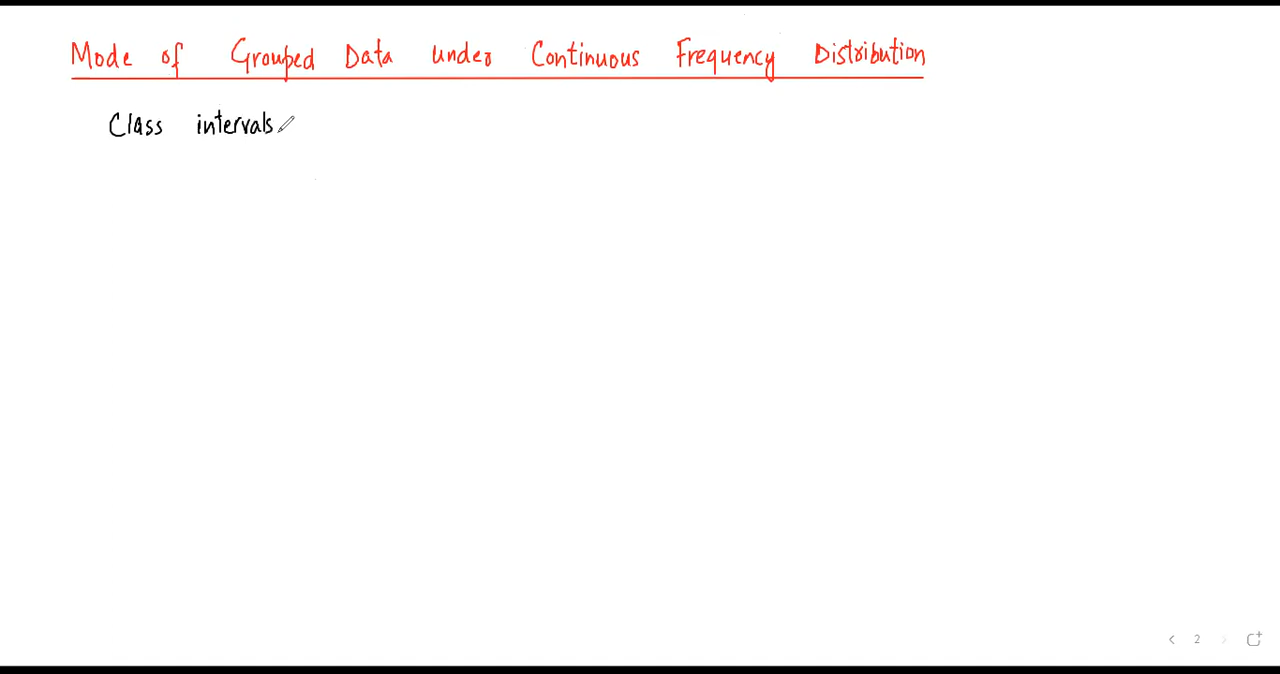 Mode of Grouped Data under Continuous Frequency Distribution
Class intervals
2